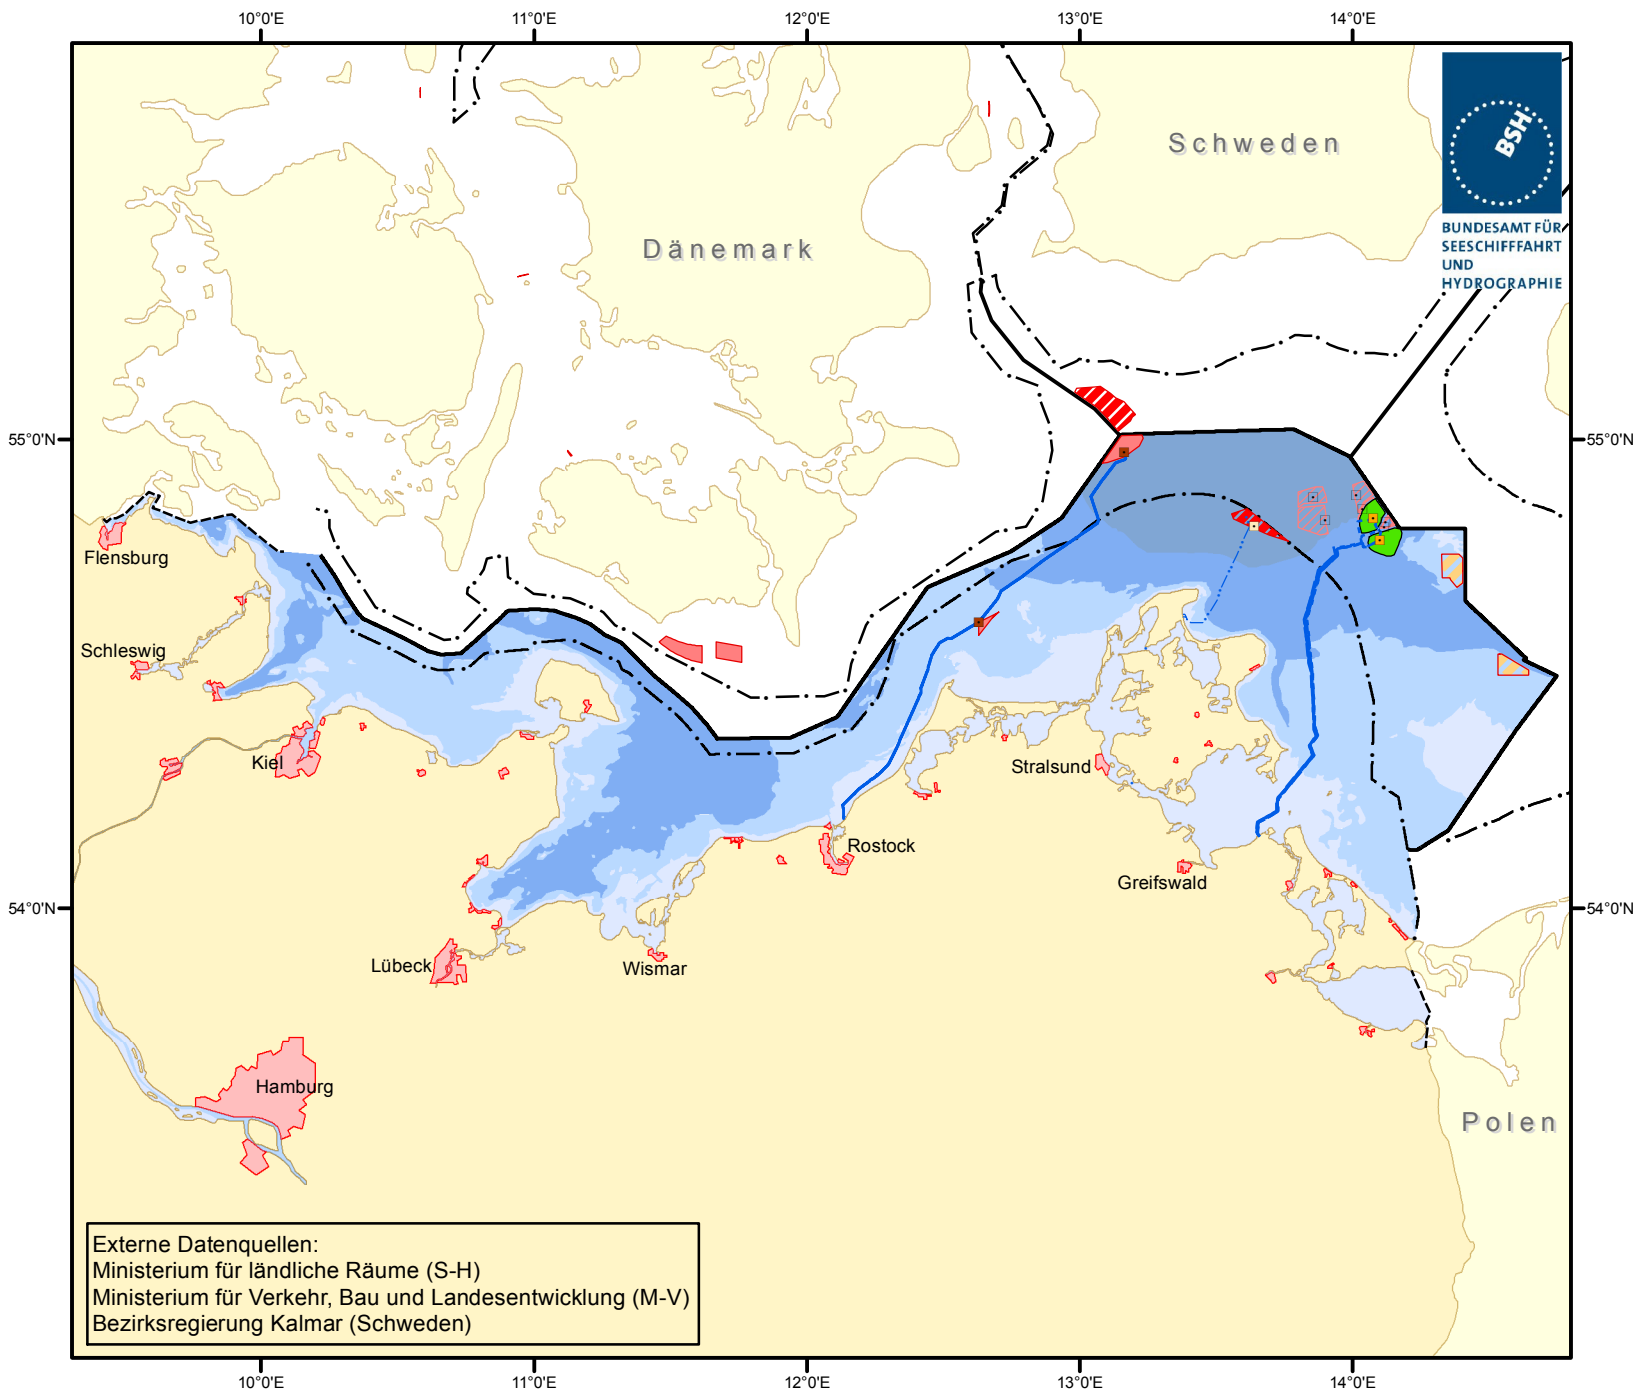 10°0'E
11°0'E
12°0'E
13°0'E
14°0'E
Schweden
BSH
BUNDESAMT FÜR
SEESCHIFFFAHRT
UND
HYDROGRAPHIE
Dänemark
55°0'N
55°0'N
Flensburg
Schleswig
Kiel
Stralsund
Rostock
Greifswald
54°0'N
54°0'N
Lübeck
Wismar
Hamburg
Polen
Externe Datenquellen:
Ministerium für ländliche Räume (S-H)
Ministerium für Verkehr, Bau und Landesentwicklung (M-V)
Bezirksregierung Kalmar (Schweden)
10°0'E
11°0'E
12°0'E
13°0'E
14°0'E